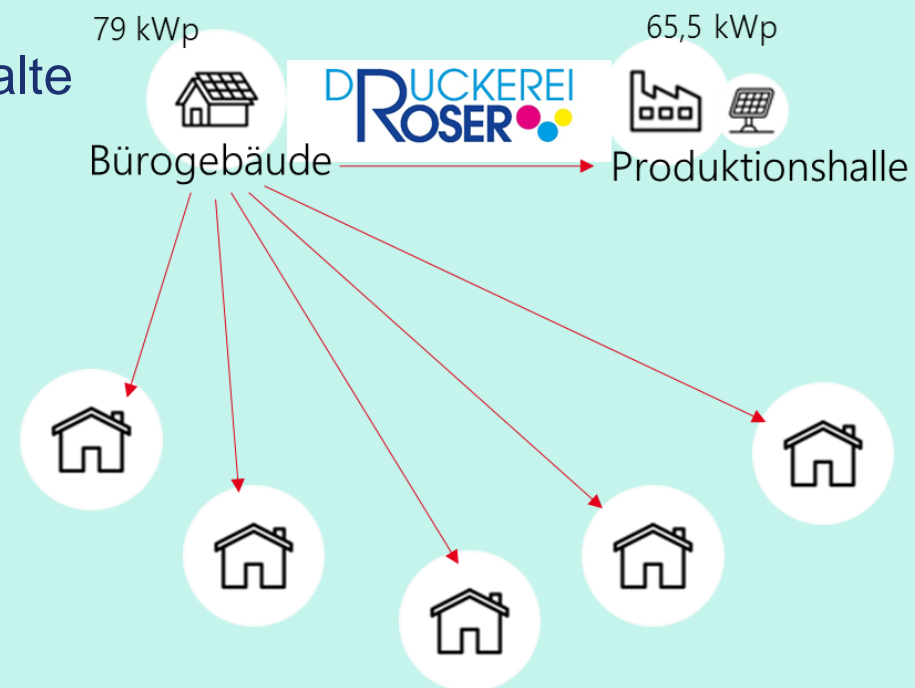 79 kWp
65,5 kWp
alte
DRUCKEREI
ROSER
Bürogebäude
Produktionshalle